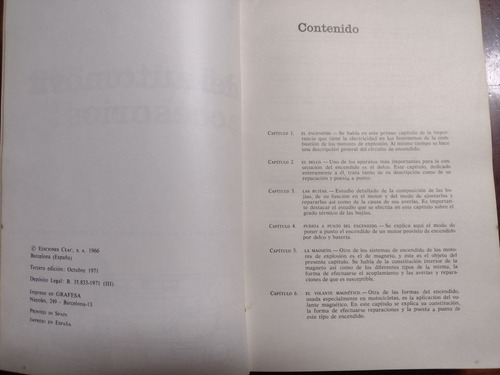 © EDICIONES CEAC, S. A. 1966
Barcelona (España)
Tercera edición: Octubre 1971
Depósito Legal: B. 35.833-1971 (III)
Impreso en GRAFESA
Nápoles, 249 - Barcelona-13
PRINTED IN SPAIN
IMPRESO EN ESPAÑA
Contenido
CAPÍTULO 1. EL ENCENDIDO. — Se habla en este primer capítulo de la importancia
que tiene la electricidad en los fenómenos de la combustión
de los motores de explosión. Al mismo tiempo se hace
una descripción general del circuito de encendido.
CAPÍTULO 2. EL DELCO. — Uno de los aparatos más importantes para la consecución
del encendido es el delco. Este capítulo, dedicado
enteramente a él, trata tanto de su descripción como de su
reparación y puesta a punto.
CAPÍTULO 3. LAS BUJÍAS. — Estudio detallado de la composición de las bujías,
de su función en el motor y del modo de ajustarlas y
repararlas así como de la causa de sus averías. Es importante
destacar el estudio que se efectúa en este capítulo sobre el
grado térmico de las bujías.
CAPÍTULO 4. PUESTA A PUNTO DEL ENCENDIDO. — Se explica aquí el modo de
poner a punto el encendido de un motor provisto de encendido
por delco y batería.
CAPÍTULO 5. LA MAGNETO. — Otro de los sistemas de encendido de los motores
de explosión es el de magneto, y éste es el objeto del
presente capítulo. Se habla de la constitución interior de la
magneto así como de los diferentes tipos de la misma, la
forma de efectuarse el acoplamiento y las averías y reparaciones
de que es susceptible.
CAPÍTULO 6. EL VOLANTE MAGNÉTICO. — Otra de las formas del encendido,
usada especialmente en motocicletas, es la aplicación del volante
magnético. En este capítulo se explica su constitución,
la forma de efectuarse reparaciones y la puesta a punto de
este tipo de encendido.